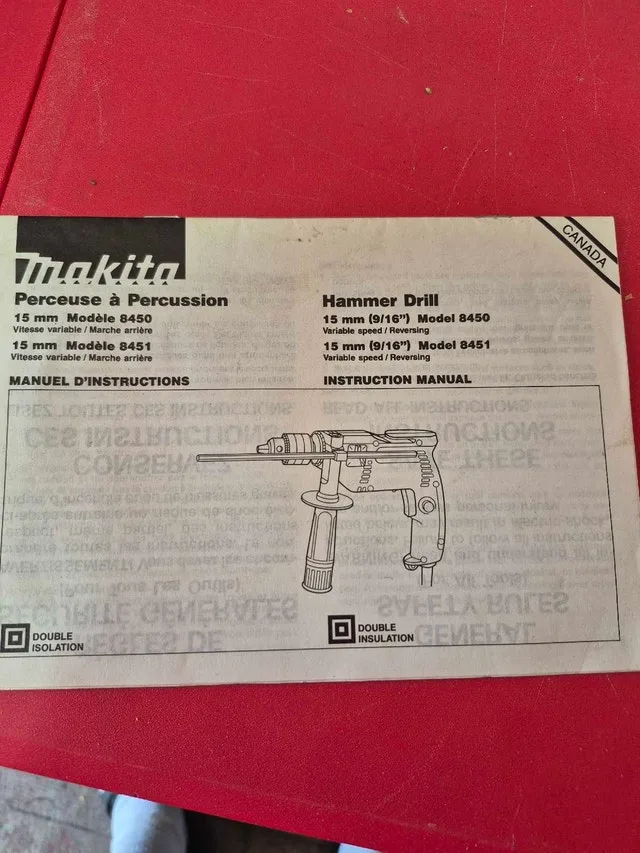 CANADA
Makita
Perceuse à Percussion
15 mm Modèle 8450
Vitesse variable / Marche arrière
15 mm Modèle 8451
Vitesse variable / Marche arrière
MANUEL D'INSTRUCTIONS
Hammer Drill
15 mm (9/16") Model 8450
Variable speed / Reversing
15 mm (9/16") Model 8451
Variable speed / Reversing
INSTRUCTION MANUAL
DOUBLE
ISOLATION
DOUBLE
INSULATION